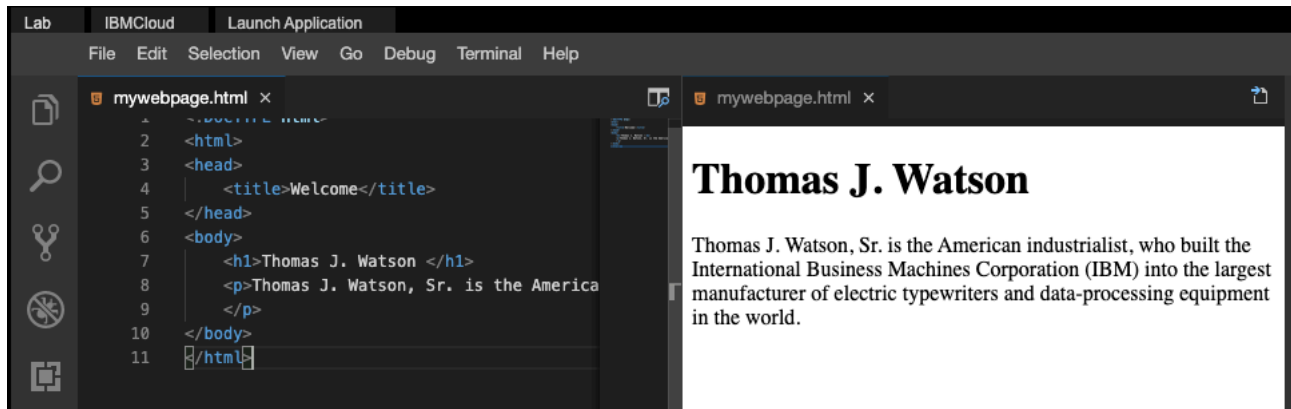 Lab IBMCloud Launch Application
File Edit Selection View Go Debug Terminal Help
mywebpage.html ×
1 <!DOCTYPE html>
2 <html>
3 <head>
4 <title>Welcome</title>
5 </head>
6 <body>
7 <h1>Thomas J. Watson </h1>
8 <p>Thomas J. Watson, Sr. is the America
9 </p>
10 </body>
11 </html>
mywebpage.html ×
Thomas J. Watson
Thomas J. Watson, Sr. is the American industrialist, who built the
International Business Machines Corporation (IBM) into the largest
manufacturer of electric typewriters and data-processing equipment
in the world.